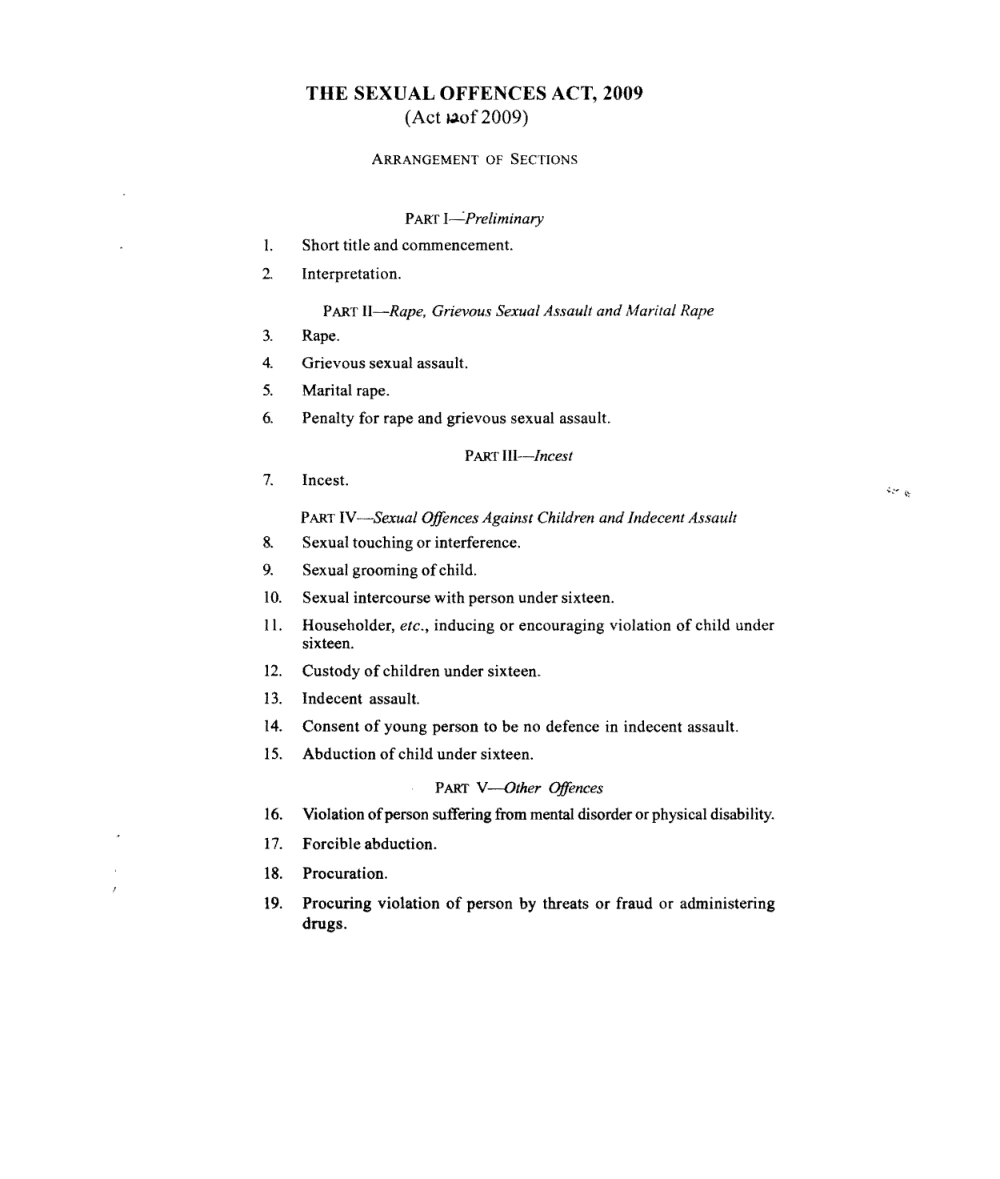 THE SEXUAL OFFENCES ACT, 2009
(Act 12 of 2009)
ARRANGEMENT OF SECTIONS
PART I—Preliminary
1. Short title and commencement.
2. Interpretation.
PART II—Rape, Grievous Sexual Assault and Marital Rape
3. Rape.
4. Grievous sexual assault.
5. Marital rape.
6. Penalty for rape and grievous sexual assault.
PART III—Incest
7. Incest.
PART IV—Sexual Offences Against Children and Indecent Assault
8. Sexual touching or interference.
9. Sexual grooming of child.
10. Sexual intercourse with person under sixteen.
11. Householder, etc., inducing or encouraging violation of child under
sixteen.
12. Custody of children under sixteen.
13. Indecent assault.
14. Consent of young person to be no defence in indecent assault.
15. Abduction of child under sixteen.
PART V—Other Offences
16. Violation of person suffering from mental disorder or physical disability.
17. Forcible abduction.
18. Procuration.
19. Procuring violation of person by threats or fraud or administering
drugs.